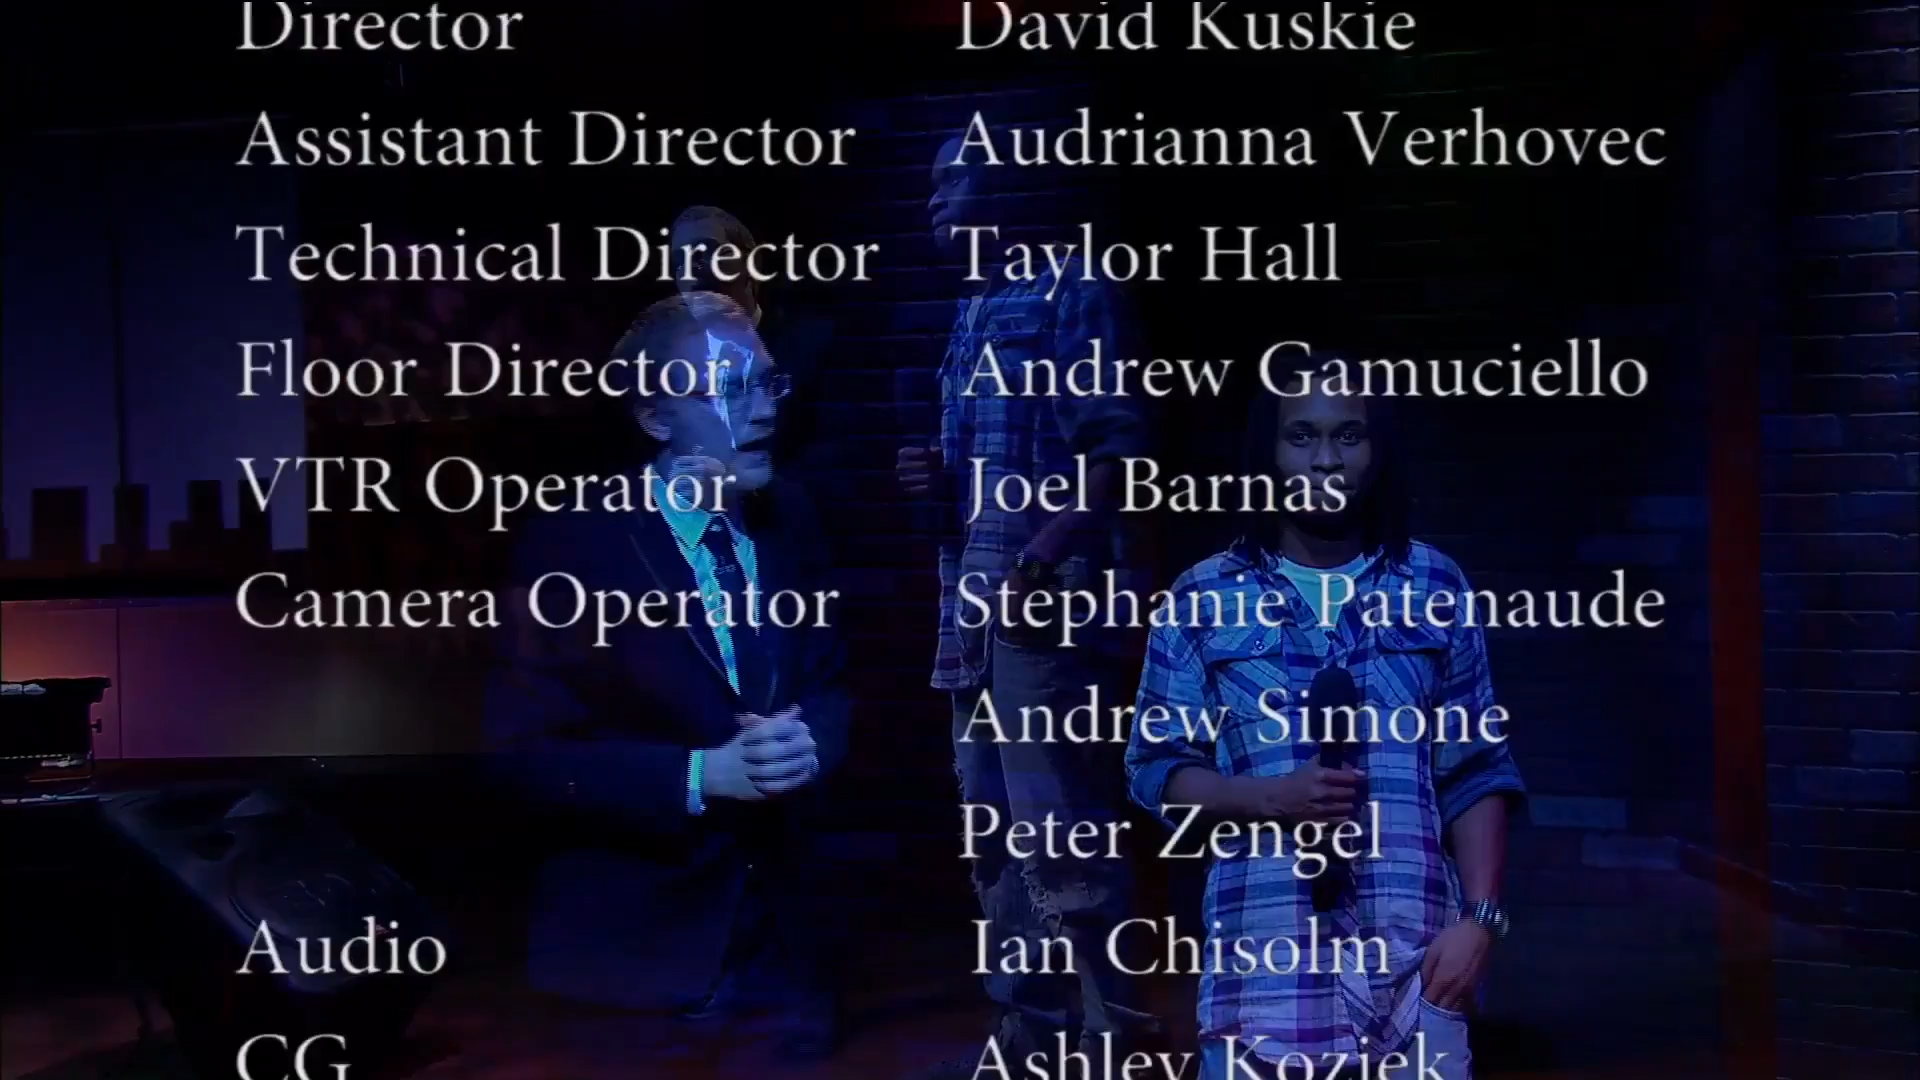 Director David Kuskie
Assistant Director Audrianna Verhovec
Technical Director Taylor Hall
Floor Director Andrew Gamuciello
VTR Operator Joel Barnas
Camera Operator Stephanie Patenaude
Andrew Simone
Peter Zengel
Audio Ian Chisolm
CG Ashley Koziek